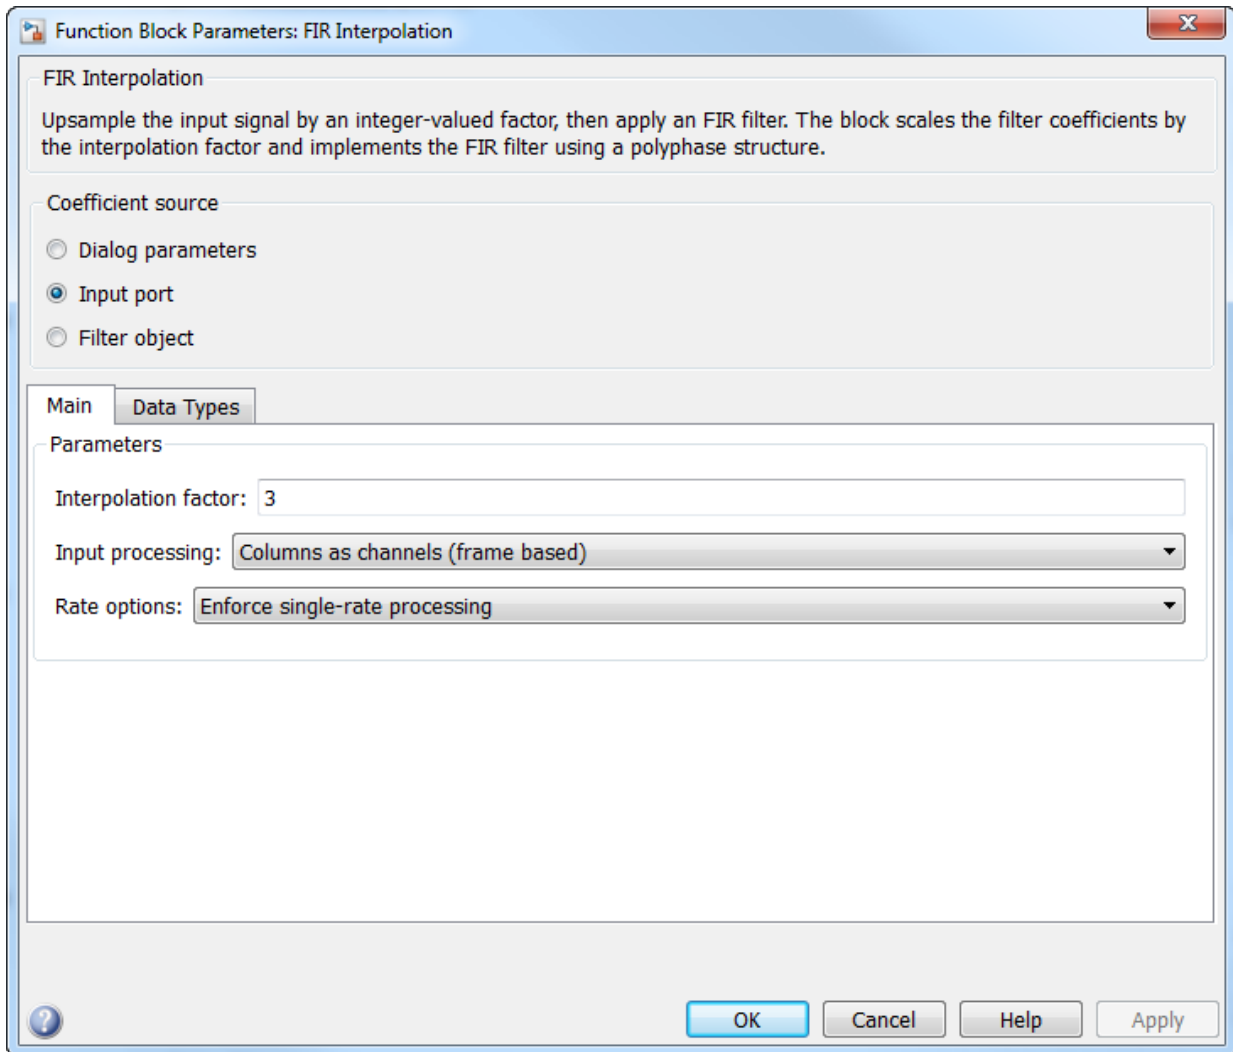 Function Block Parameters: FIR Interpolation
FIR Interpolation
Upsample the input signal by an integer-valued factor, then apply an FIR filter. The block scales the filter coefficients by
the interpolation factor and implements the FIR filter using a polyphase structure.
Coefficient source
Dialog parameters
Input port
Filter object
Main Data Types
Parameters
Interpolation factor: 3
Input processing: Columns as channels (frame based)
Rate options: Enforce single-rate processing
OK Cancel Help Apply